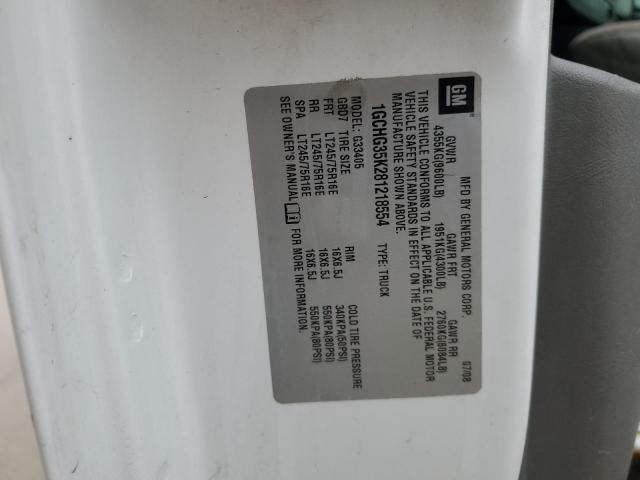 GM
MFD BY GENERAL MOTORS CORP. 07/08
GVWR GAWR FRT GAWR RR
4355KG(9600LB) 1951KG(4300LB) 2760KG(6084LB)
THIS VEHICLE CONFORMS TO ALL APPLICABLE U.S. FEDERAL MOTOR
VEHICLE SAFETY STANDARDS IN EFFECT ON THE DATE OF
MANUFACTURE SHOWN ABOVE.
1GCHG35K281218554 TYPE: TRUCK
MODEL: G33405
GBD7 TIRE SIZE RIM COLD TIRE PRESSURE
FRT LT245/75R16E 16X6.5J 340KPA(50PSI)
RR LT245/75R16E 16X6.5J 550KPA(80PSI)
SPA LT245/75R16E 16X6.5J 550KPA(80PSI)
SEE OWNER'S MANUAL FOR MORE INFORMATION.